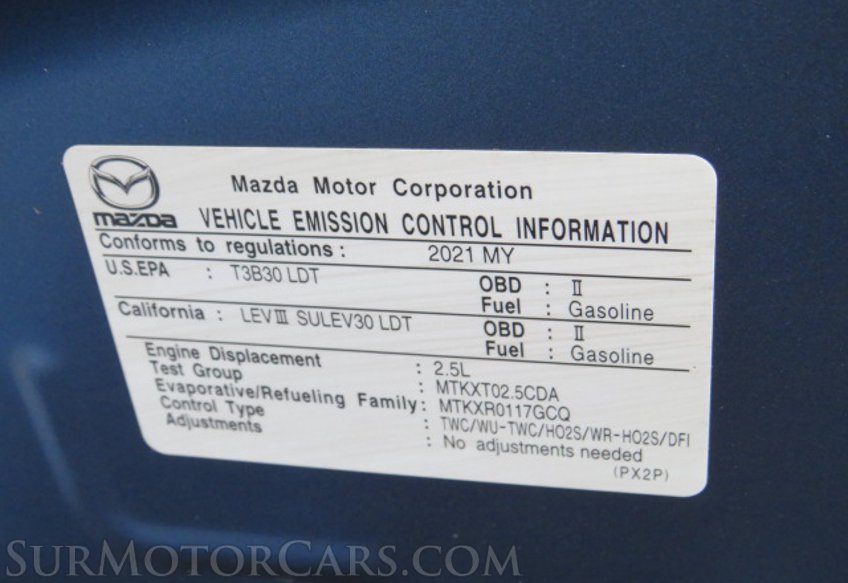 Mazda Motor Corporation
mazda VEHICLE EMISSION CONTROL INFORMATION
Conforms to regulations : 2021 MY
U.S.EPA : T3B30 LDT OBD : II
Fuel : Gasoline
California : LEVIII SULEV30 LDT OBD : II
Fuel : Gasoline
Engine Displacement : 2.5L
Test Group : MTKXT02.5CDA
Evaporative/Refueling Family : MTKXR0117GCQ
Control Type : TWC/WU-TWC/HO2S/WR-HO2S/DFI
Adjustments : No adjustments needed
(PX2P)
SurMotorCars.com